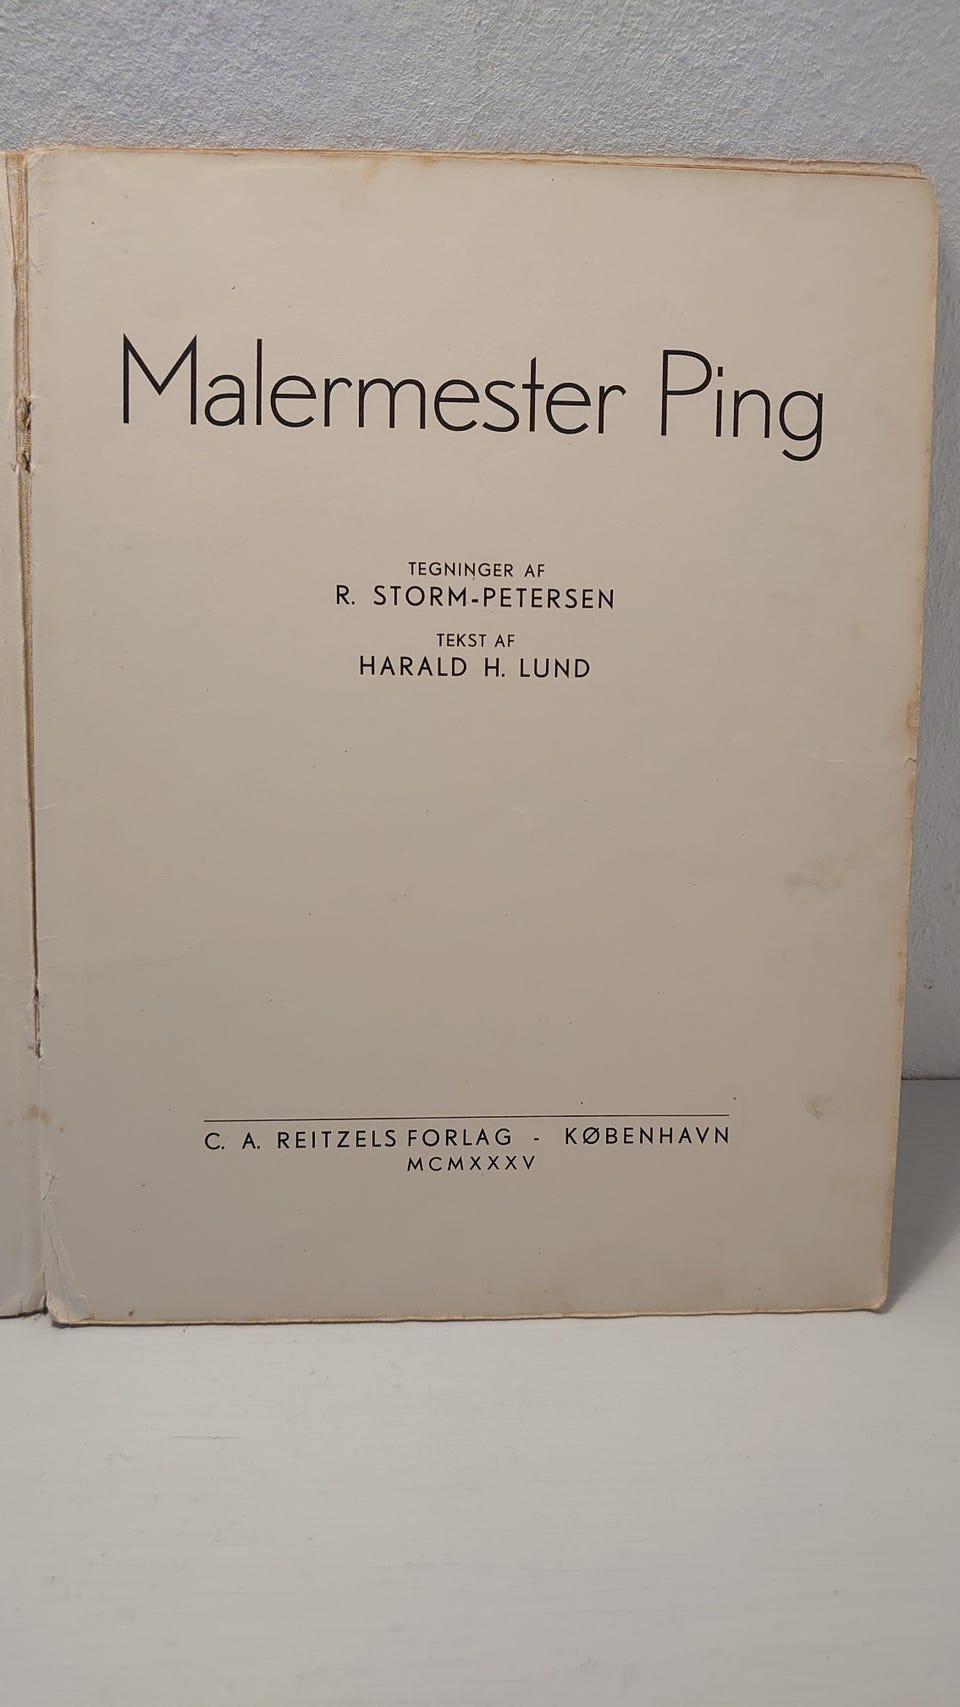 Malermester Ping
TEGNINGER AF
R. STORM-PETERSEN
TEKST AF
HARALD H. LUND
C. A. REITZELS FORLAG - KØBENHAVN
MCMXXXV